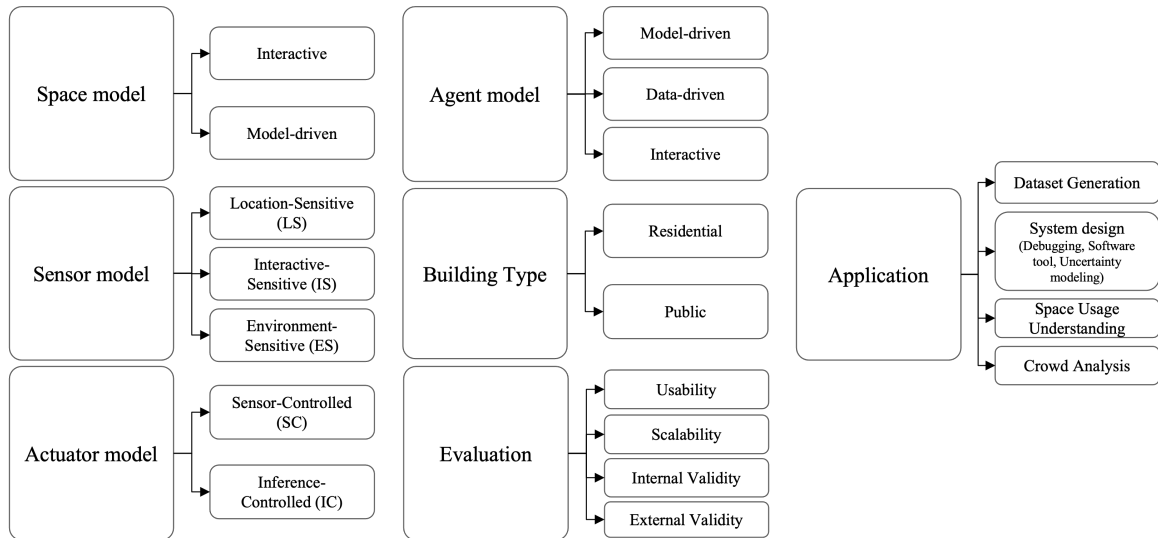 Space model
Interactive
Model-driven
Sensor model
Location-Sensitive
(LS)
Interactive-
Sensitive (IS)
Environment-
Sensitive (ES)
Actuator model
Sensor-Controlled
(SC)
Inference-
Controlled (IC)
Agent model
Model-driven
Data-driven
Interactive
Building Type
Residential
Public
Evaluation
Usability
Scalability
Internal Validity
External Validity
Application
Dataset Generation
System design
(Debugging, Software
tool, Uncertainty
modeling)
Space Usage
Understanding
Crowd Analysis